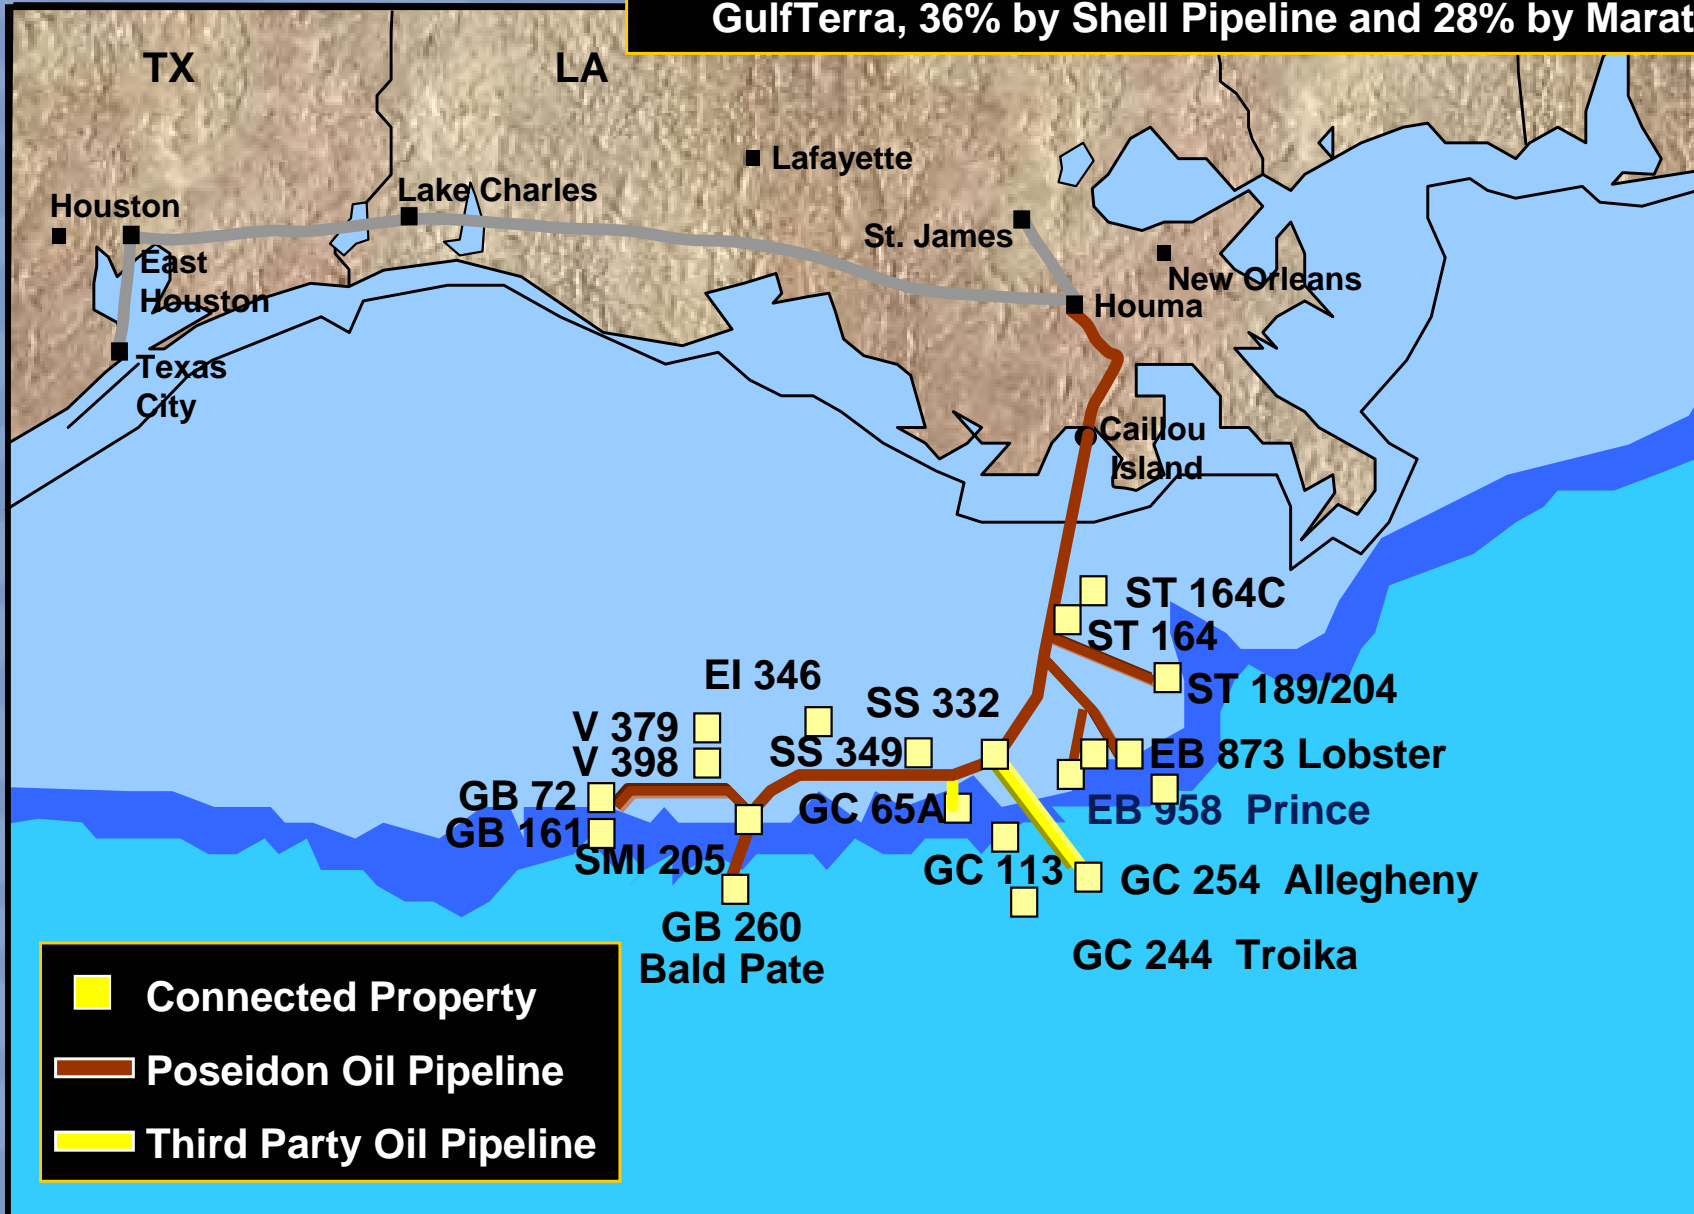 GulfTerra, 36% by Shell Pipeline and 28% by Marat
TX
LA
Lafayette
Lake Charles
Houston
St. James
East
Houston
New Orleans
Houma
Texas
City
Caillou
Island
ST 164C
ST 164
EI 346
ST 189/204
SS 332
V 379
SS 349
EB 873 Lobster
V 398
GB 72
GC 65A
EB 958 Prince
GB 161
SMI 205
GC 113
GC 254 Allegheny
GB 260
Bald Pate
GC 244 Troika
Connected Property
Poseidon Oil Pipeline
Third Party Oil Pipeline